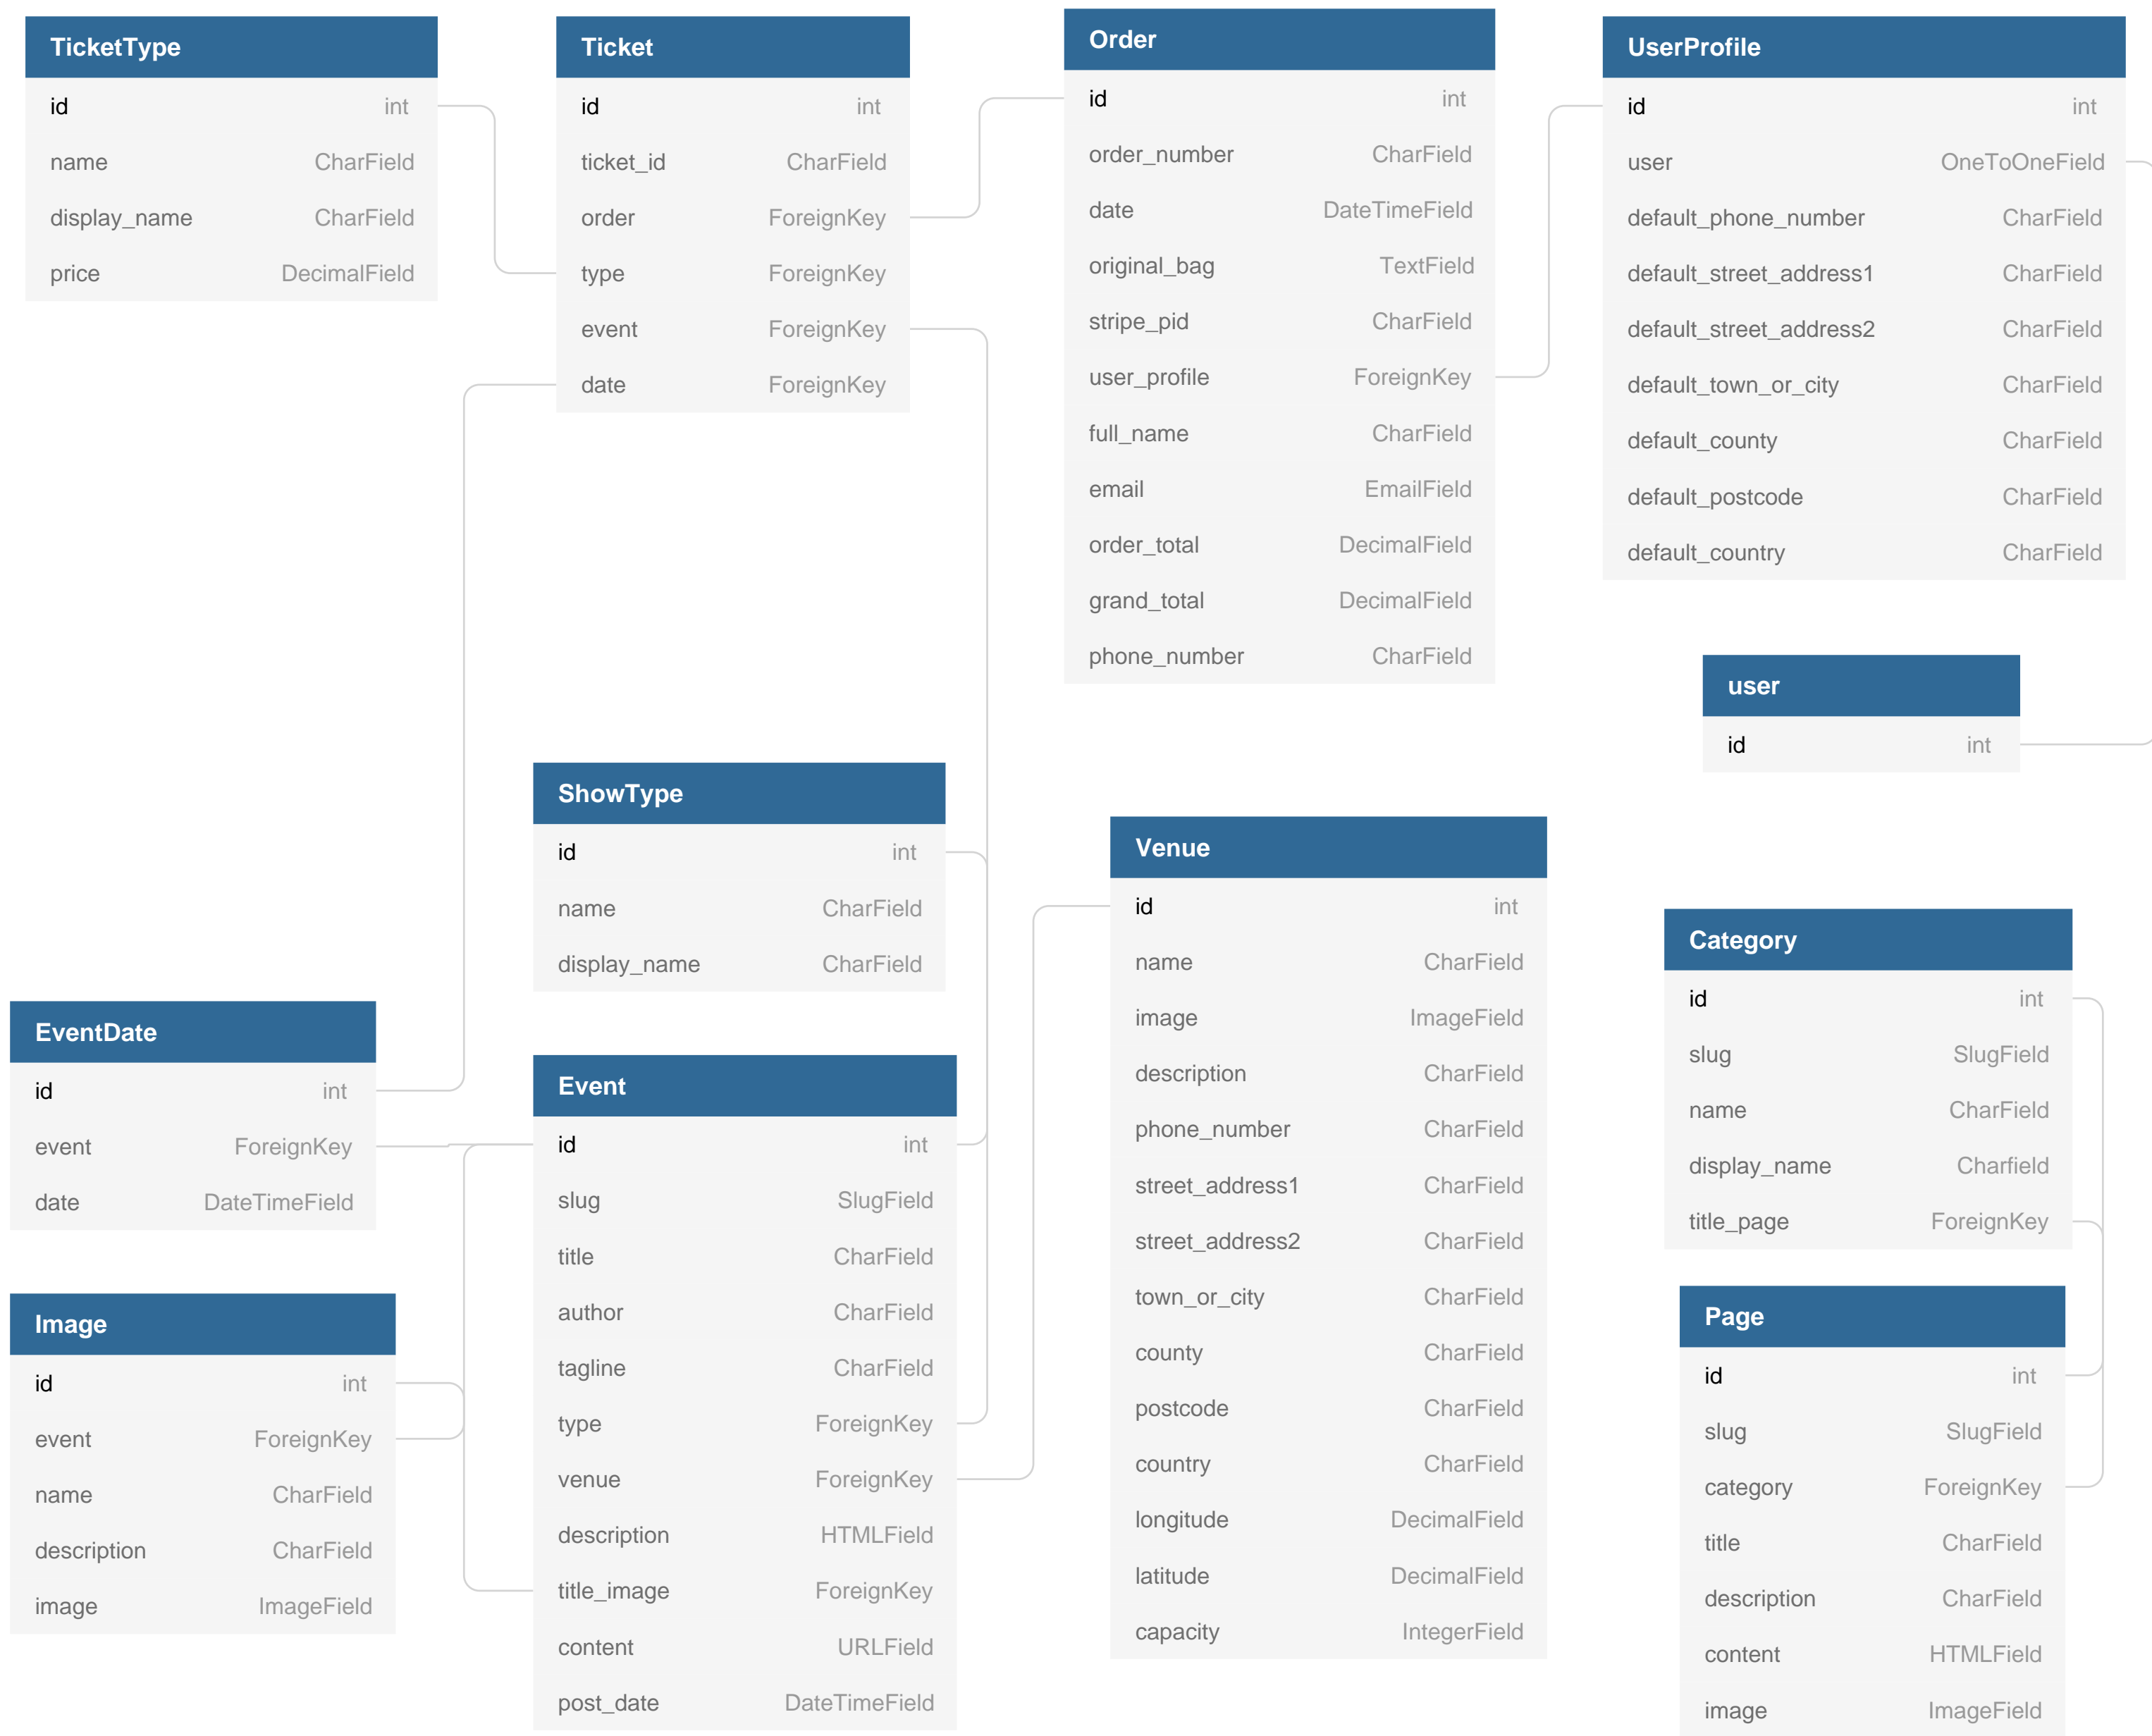 TicketType
id int
name CharField
display_name CharField
price DecimalField
Ticket
id int
ticket_id CharField
order ForeignKey
type ForeignKey
event ForeignKey
date ForeignKey
Order
id int
order_number CharField
date DateTimeField
original_bag TextField
stripe_pid CharField
user_profile ForeignKey
full_name CharField
email EmailField
order_total DecimalField
grand_total DecimalField
phone_number CharField
UserProfile
id int
user OneToOneField
default_phone_number CharField
default_street_address1 CharField
default_street_address2 CharField
default_town_or_city CharField
default_county CharField
default_postcode CharField
default_country CharField
user
id int
ShowType
id int
name CharField
display_name CharField
Venue
id int
name CharField
image ImageField
description CharField
phone_number CharField
street_address1 CharField
street_address2 CharField
town_or_city CharField
county CharField
postcode CharField
country CharField
longitude DecimalField
latitude DecimalField
capacity IntegerField
Category
id int
slug SlugField
name CharField
display_name Charfield
title_page ForeignKey
EventDate
id int
event ForeignKey
date DateTimeField
Event
id int
slug SlugField
title CharField
author CharField
tagline CharField
type ForeignKey
venue ForeignKey
description HTMLField
title_image ForeignKey
content URLField
post_date DateTimeField
Image
id int
event ForeignKey
name CharField
description CharField
image ImageField
Page
id int
slug SlugField
category ForeignKey
title CharField
description CharField
content HTMLField
image ImageField